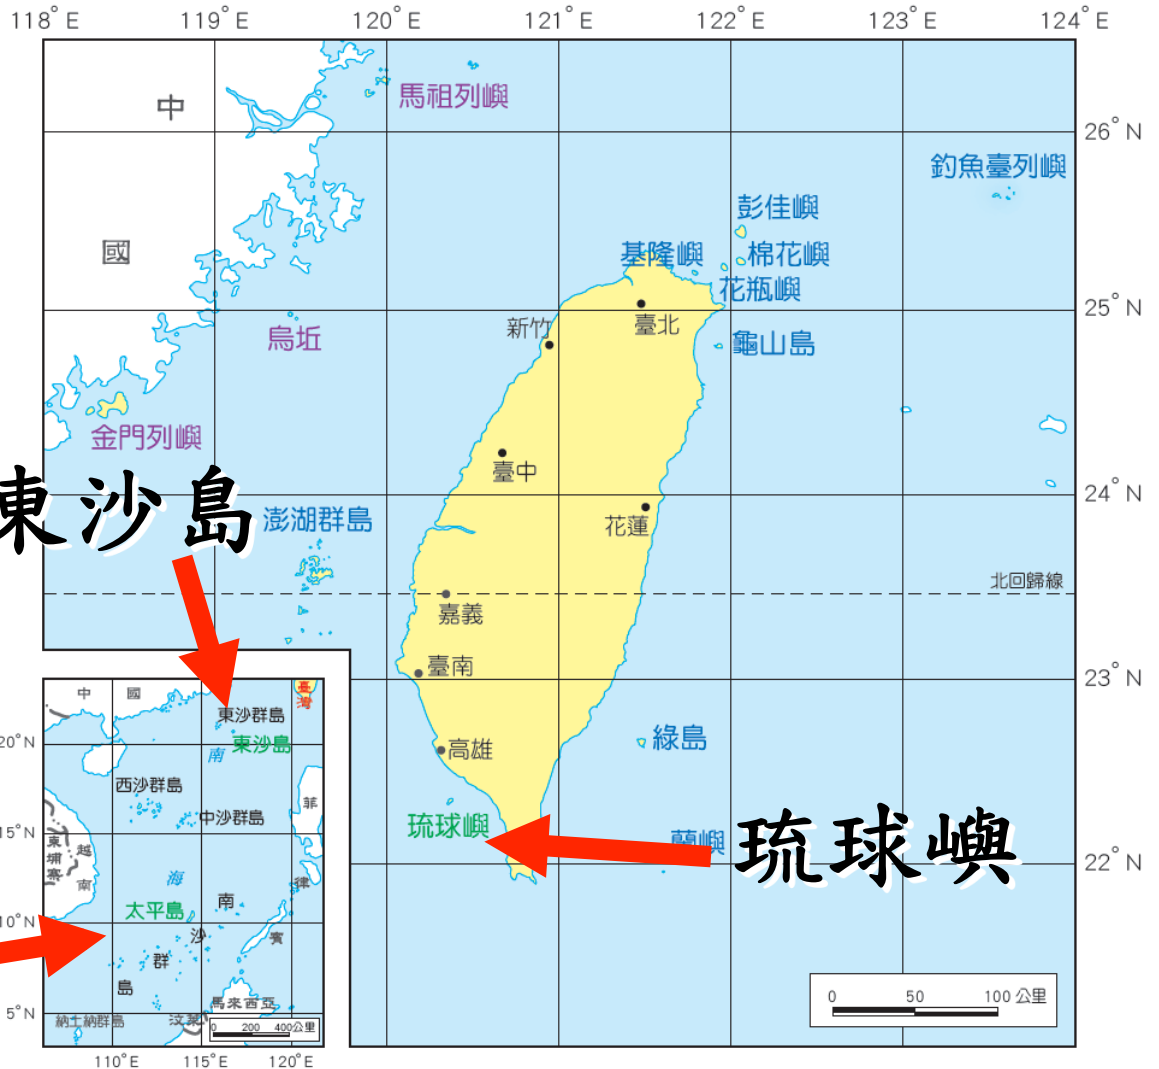 118°E 119°E 120°E 121°E 122°E 123°E 124°E
馬祖列嶼
中
26°N
釣魚臺列嶼
彭佳嶼
國
基隆嶼
棉花嶼
花瓶嶼
25°N
烏坵
新竹
臺北
龜山島
金門列嶼
臺中
24°N
東沙島
澎湖群島
花蓮
北回歸線
嘉義
臺南
23°N
綠島
高雄
琉球嶼
蘭嶼
琉球嶼
22°N
0 50 100 公里
中 國
臺灣
東沙群島
20°N
南
東沙島
西沙群島
菲
中沙群島
15°N
柬埔寨
越
南
海
律
南
太平島
10°N
沙
賓
群
島
馬來西亞
5°N
納土納群島
汶萊
0 200 400公里
110°E 115°E 120°E